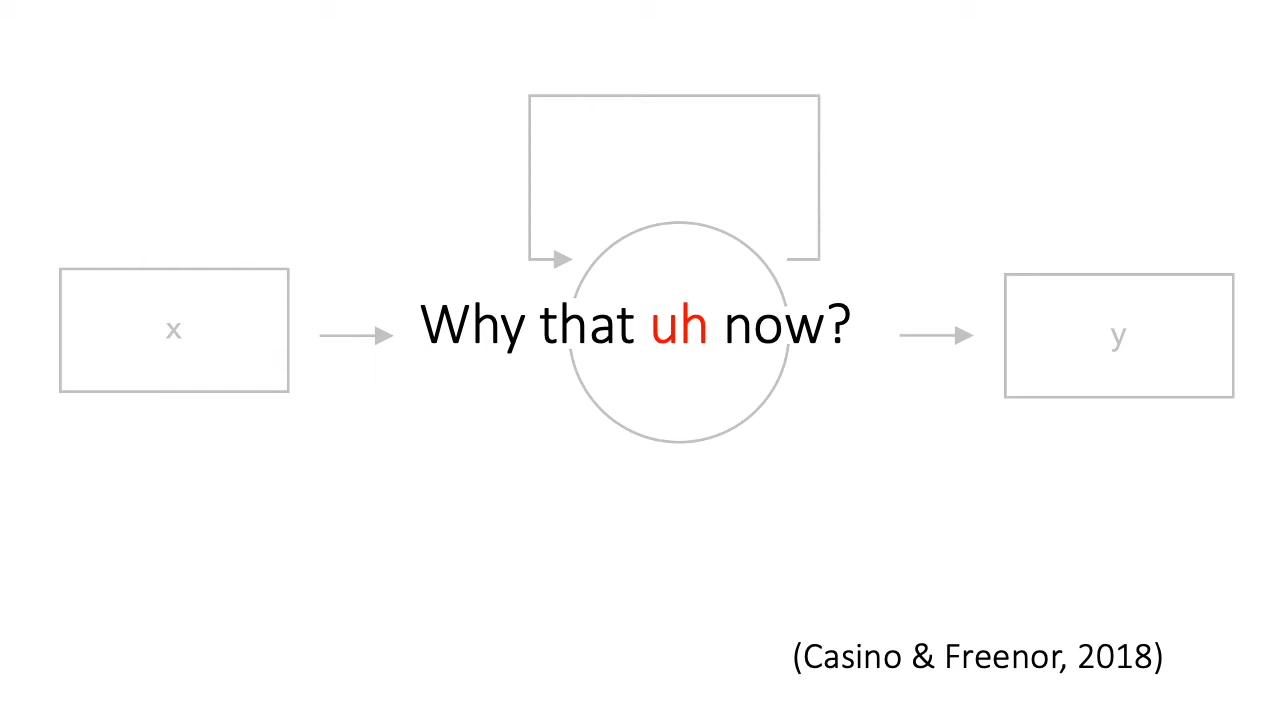 x
Why that uh now?
y
(Casino & Freenor, 2018)